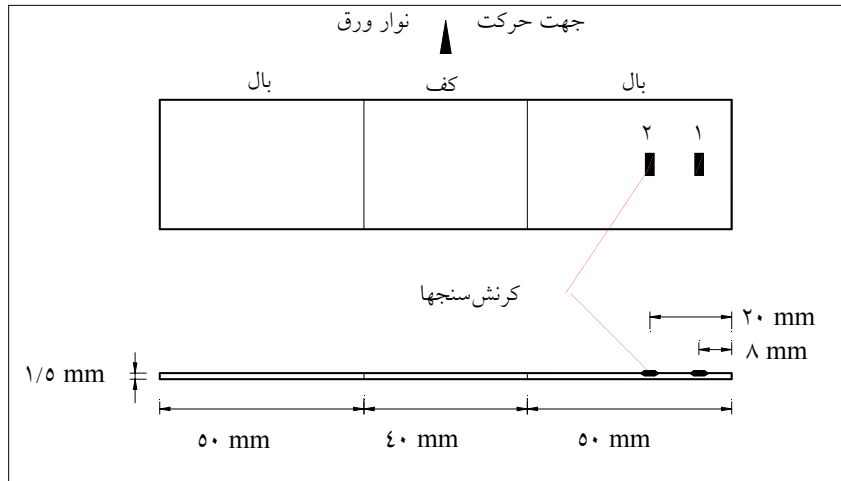 جهت حرکت نوار ورق
بال کف بال
۲ ۱
کرنش‌سنجها
۲۰ mm
۸ mm
۱/۵ mm
۵۰ mm ۴۰ mm ۵۰ mm